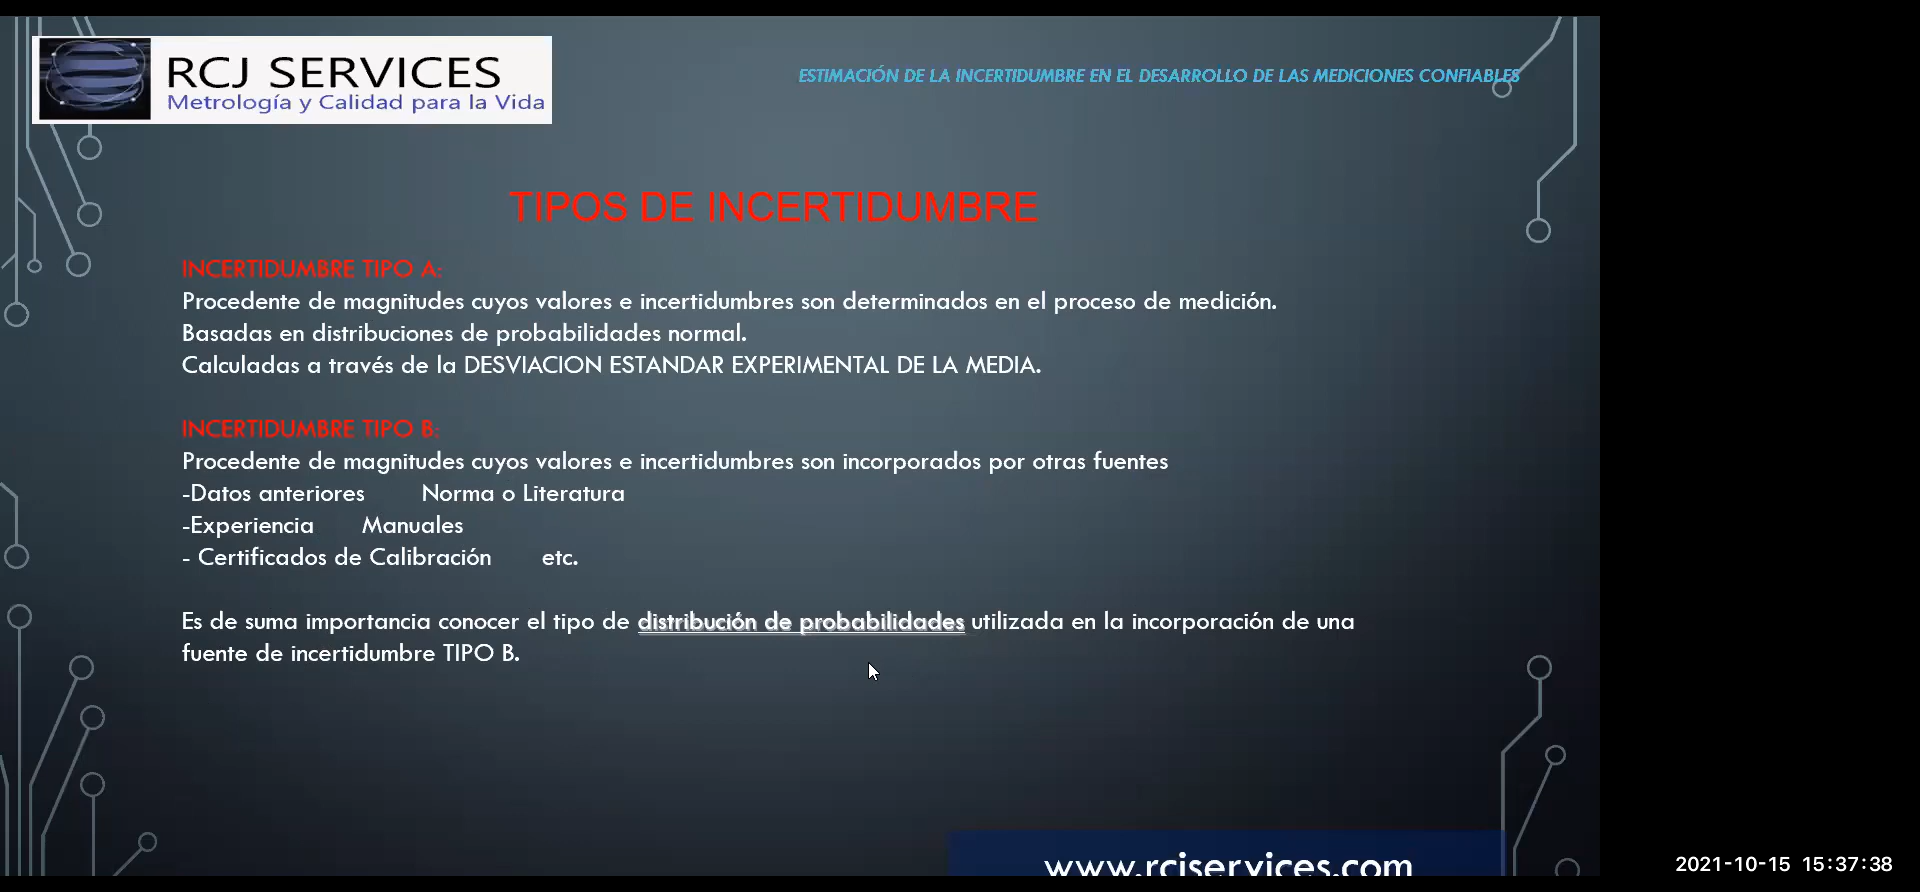 RCJ SERVICES
Metrología y Calidad para la Vida
ESTIMACIÓN DE LA INCERTIDUMBRE EN EL DESARROLLO DE LAS MEDICIONES CONFIABLES
TIPOS DE INCERTIDUMBRE
INCERTIDUMBRE TIPO A:
Procedente de magnitudes cuyos valores e incertidumbres son determinados en el proceso de medición.
Basadas en distribuciones de probabilidades normal.
Calculadas a través de la DESVIACION ESTANDAR EXPERIMENTAL DE LA MEDIA.
INCERTIDUMBRE TIPO B:
Procedente de magnitudes cuyos valores e incertidumbres son incorporados por otras fuentes
-Datos anteriores Norma o Literatura
-Experiencia Manuales
- Certificados de Calibración etc.
Es de suma importancia conocer el tipo de distribución de probabilidades utilizada en la incorporación de una
fuente de incertidumbre TIPO B.
www.rcjservices.com
2021-10-15 15:37:38